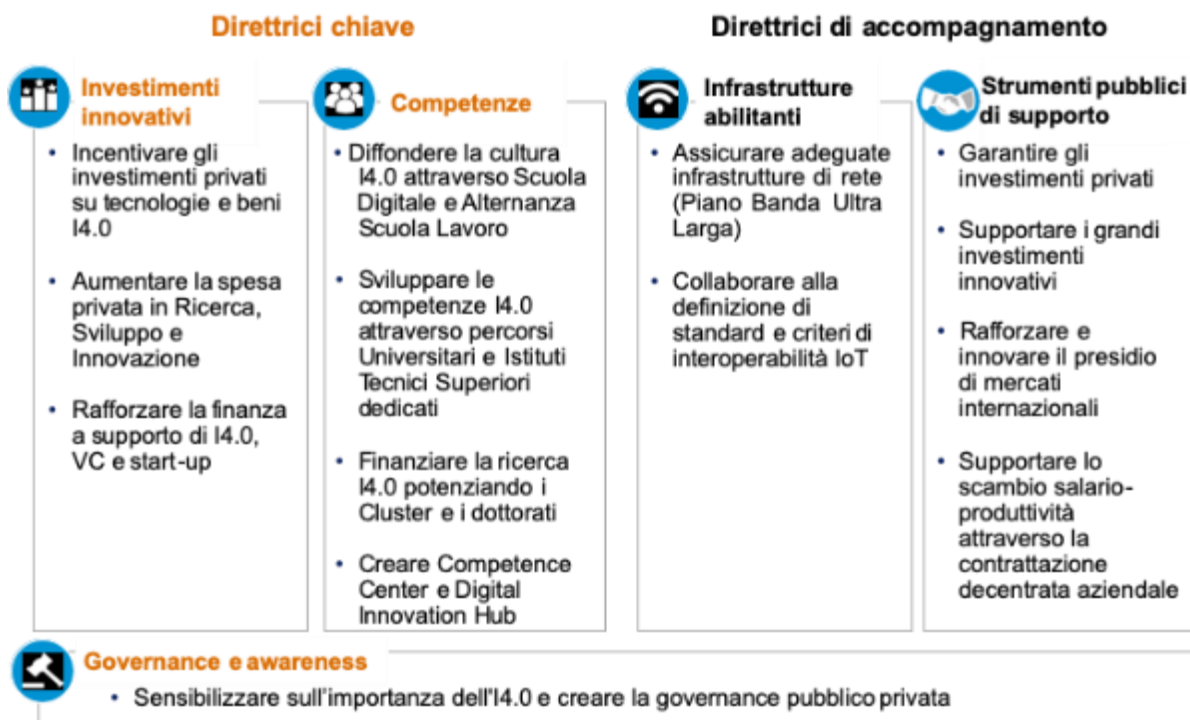 Direttrici chiave
Direttrici di accompagnamento
Investimenti
innovativi
• Incentivare gli
investimenti privati
su tecnologie e beni
I4.0
• Aumentare la spesa
privata in Ricerca,
Sviluppo e
Innovazione
• Rafforzare la finanza
a supporto di I4.0,
VC e start-up
Competenze
• Diffondere la cultura
I4.0 attraverso Scuola
Digitale e Alternanza
Scuola Lavoro
• Sviluppare le
competenze I4.0
attraverso percorsi
Universitari e Istituti
Tecnici Superiori
dedicati
• Finanziare la ricerca
I4.0 potenziando i
Cluster e i dottorati
• Creare Competence
Center e Digital
Innovation Hub
Infrastrutture
abilitanti
• Assicurare adeguate
infrastrutture di rete
(Piano Banda Ultra
Larga)
• Collaborare alla
definizione di
standard e criteri di
interoperabilità IoT
Strumenti pubblici
di supporto
• Garantire gli
investimenti privati
• Supportare i grandi
investimenti
innovativi
• Rafforzare e
innovare il presidio
di mercati
internazionali
• Supportare lo
scambio salario-
produttività
attraverso la
contrattazione
decentrata aziendale
Governance e awareness
• Sensibilizzare sull'importanza dell'I4.0 e creare la governance pubblico privata